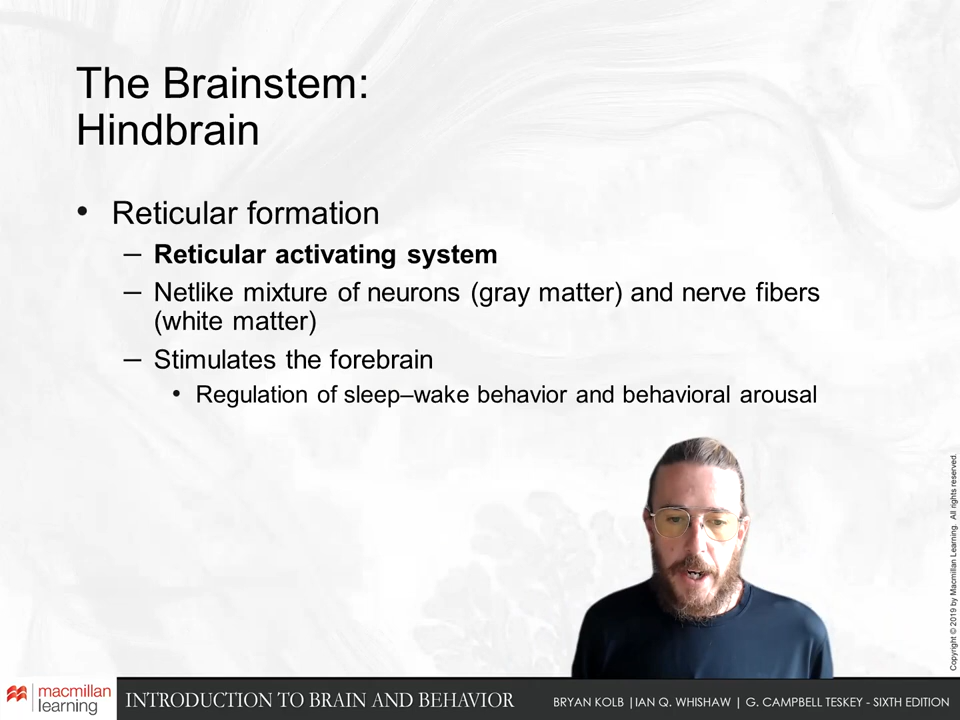 The Brainstem:
Hindbrain
• Reticular formation
– Reticular activating system
– Netlike mixture of neurons (gray matter) and nerve fibers
(white matter)
– Stimulates the forebrain
• Regulation of sleep–wake behavior and behavioral arousal
Copyright © 2019 by Macmillan Learning. All rights reserved.
macmillan
learning
INTRODUCTION TO BRAIN AND BEHAVIOR
BRYAN KOLB |IAN Q. WHISHAW | G. CAMPBELL TESKEY - SIXTH EDITION